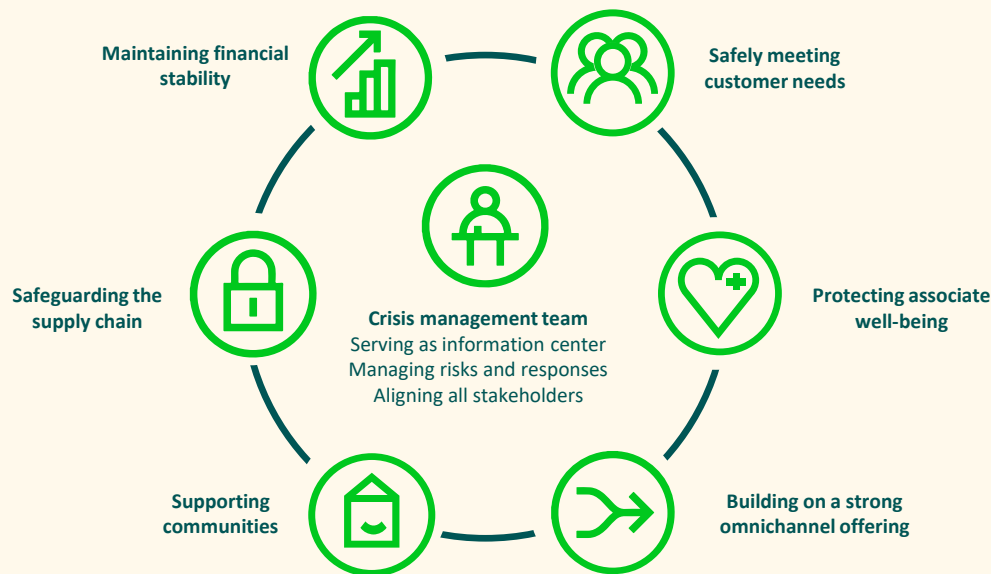 Maintaining financial
stability
Safely meeting
customer needs
Safeguarding the
supply chain
Crisis management team
Serving as information center
Managing risks and responses
Aligning all stakeholders
Protecting associate
well-being
Supporting
communities
Building on a strong
omnichannel offering